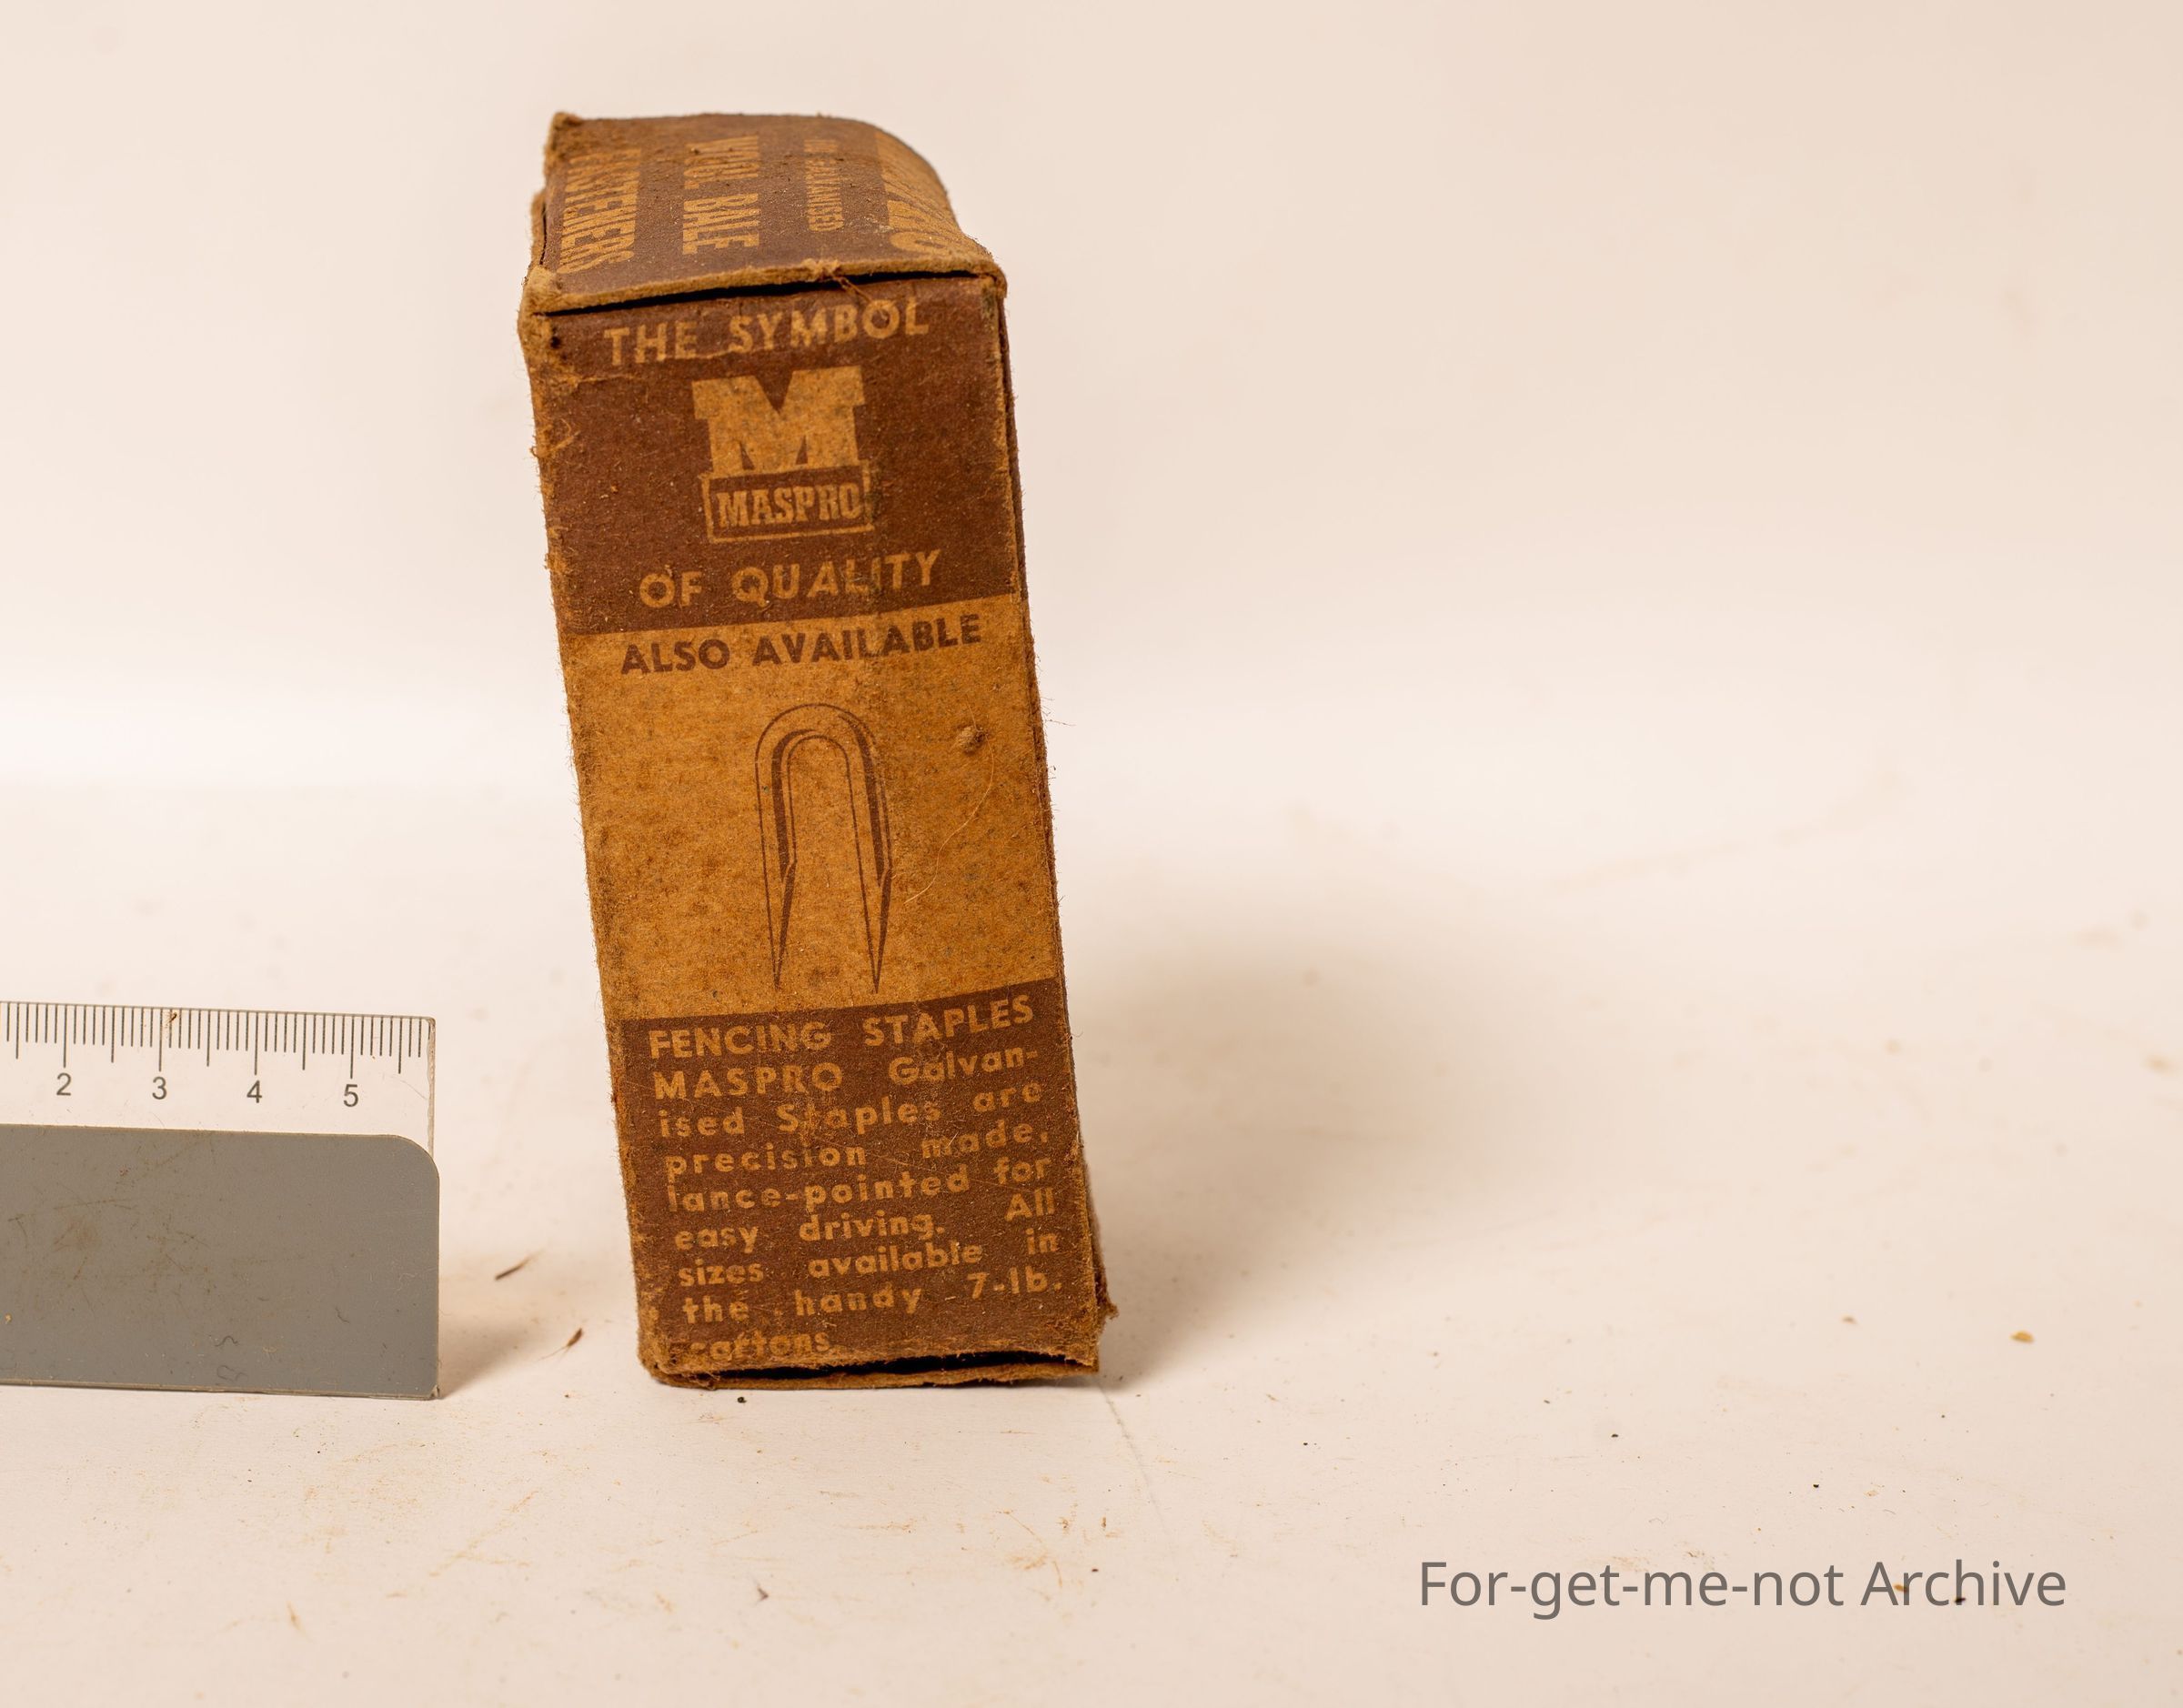 WOOL BALE
FASTENERS
THE SYMBOL
M
MASPRO
OF QUALITY
ALSO AVAILABLE
FENCING STAPLES
MASPRO Galvan-
ised Staples are
precision made,
lance-pointed for
easy driving. All
sizes available in
the handy 7-lb.
cartons.
2 3 4 5
For-get-me-not Archive